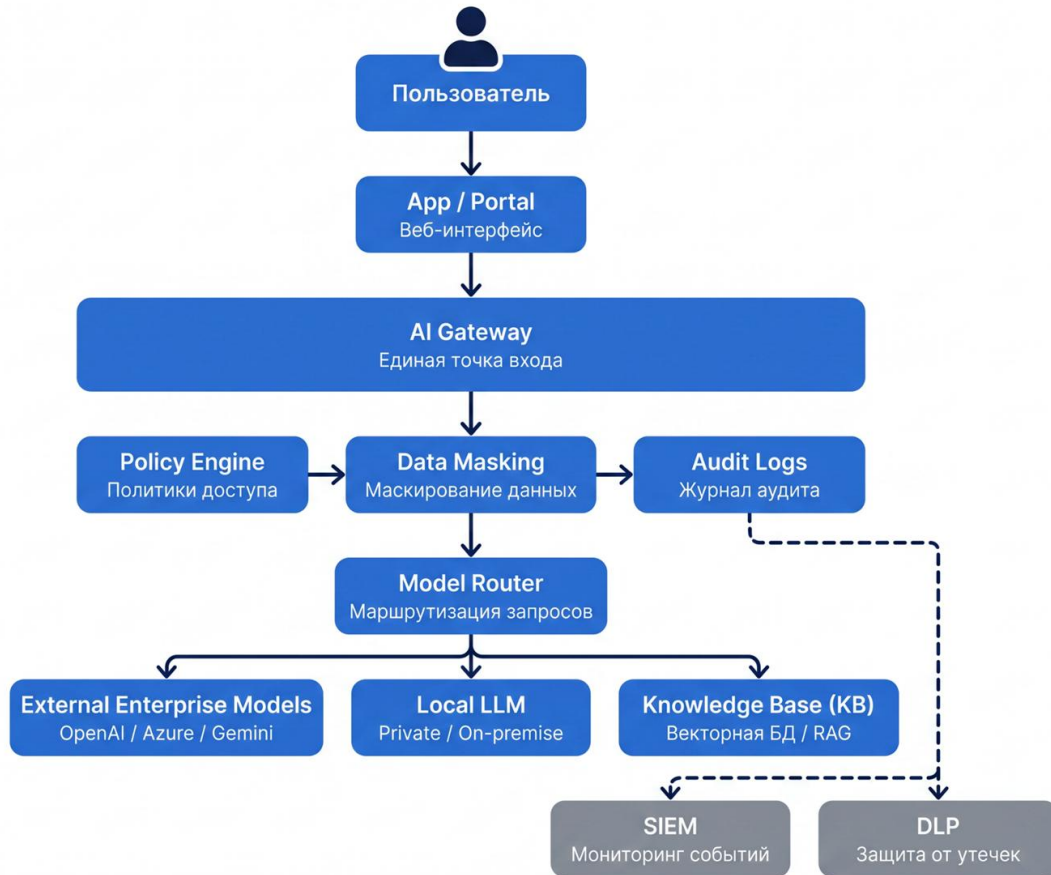 Пользователь
App / Portal
Веб-интерфейс
AI Gateway
Единая точка входа
Policy Engine
Политики доступа
Data Masking
Маскирование данных
Audit Logs
Журнал аудита
Model Router
Маршрутизация запросов
External Enterprise Models
OpenAI / Azure / Gemini
Local LLM
Private / On-premise
Knowledge Base (KB)
Векторная БД / RAG
SIEM
Мониторинг событий
DLP
Защита от утечек